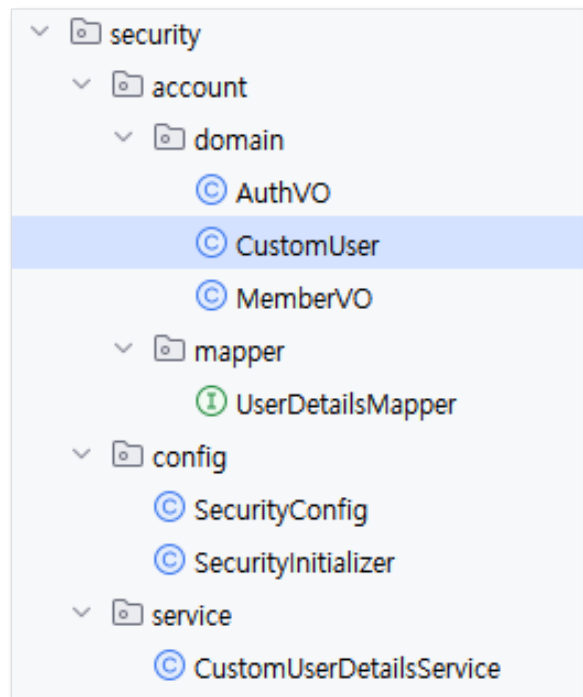 security
account
domain
AuthVO
CustomUser
MemberVO
mapper
UserDetailsMapper
config
SecurityConfig
SecurityInitializer
service
CustomUserDetailsService